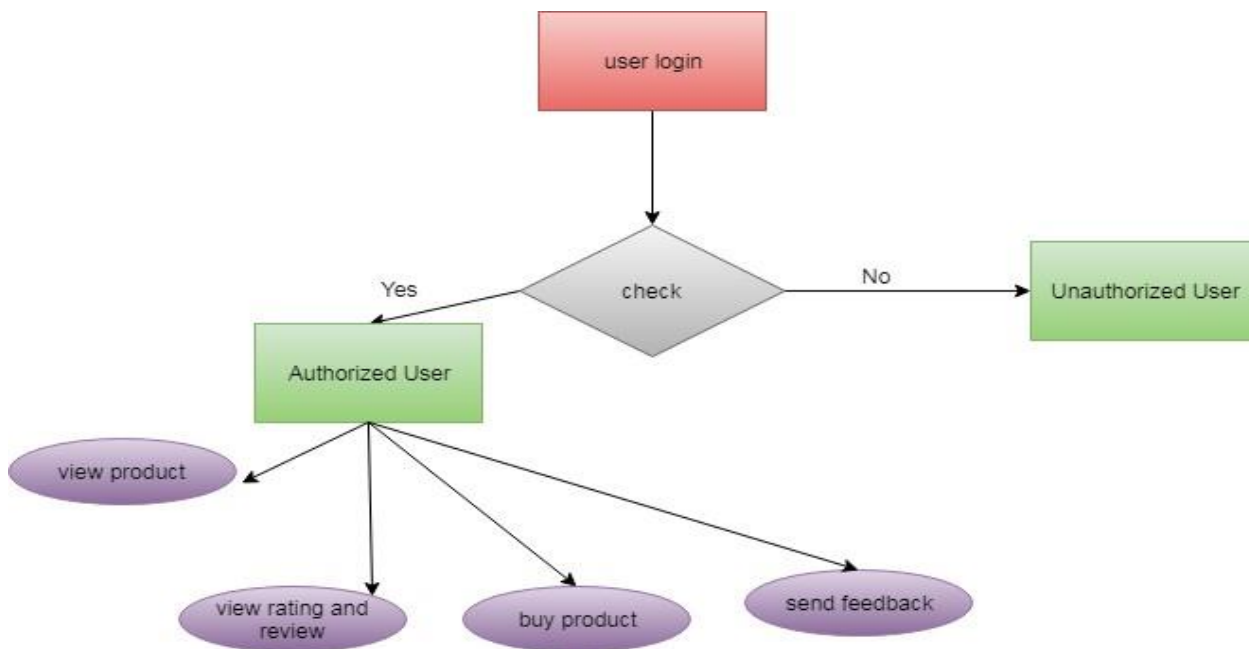 user login
Yes
check
No
Unauthorized User
Authorized User
view product
view rating and
review
buy product
send feedback